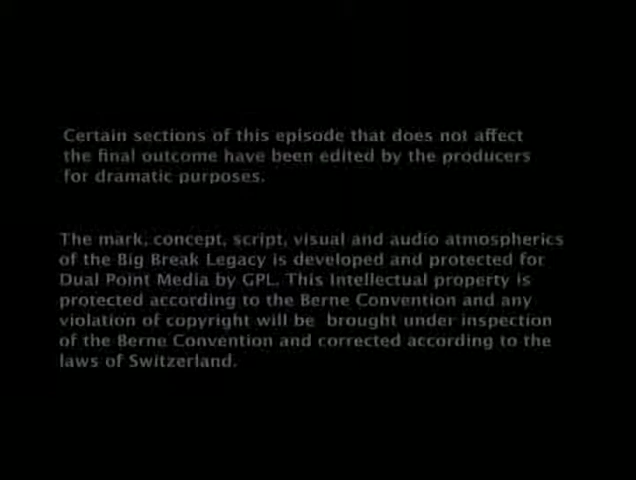 Certain sections of this episode that does not affect
the final outcome have been edited by the producers
for dramatic purposes.
The mark, concept, script, visual and audio atmospherics
of the Big Break Legacy is developed and protected for
Dual Point Media by GPL. This Intellectual property is
protected according to the Berne Convention and any
violation of copyright will be brought under inspection
of the Berne Convention and corrected according to the
laws of Switzerland.